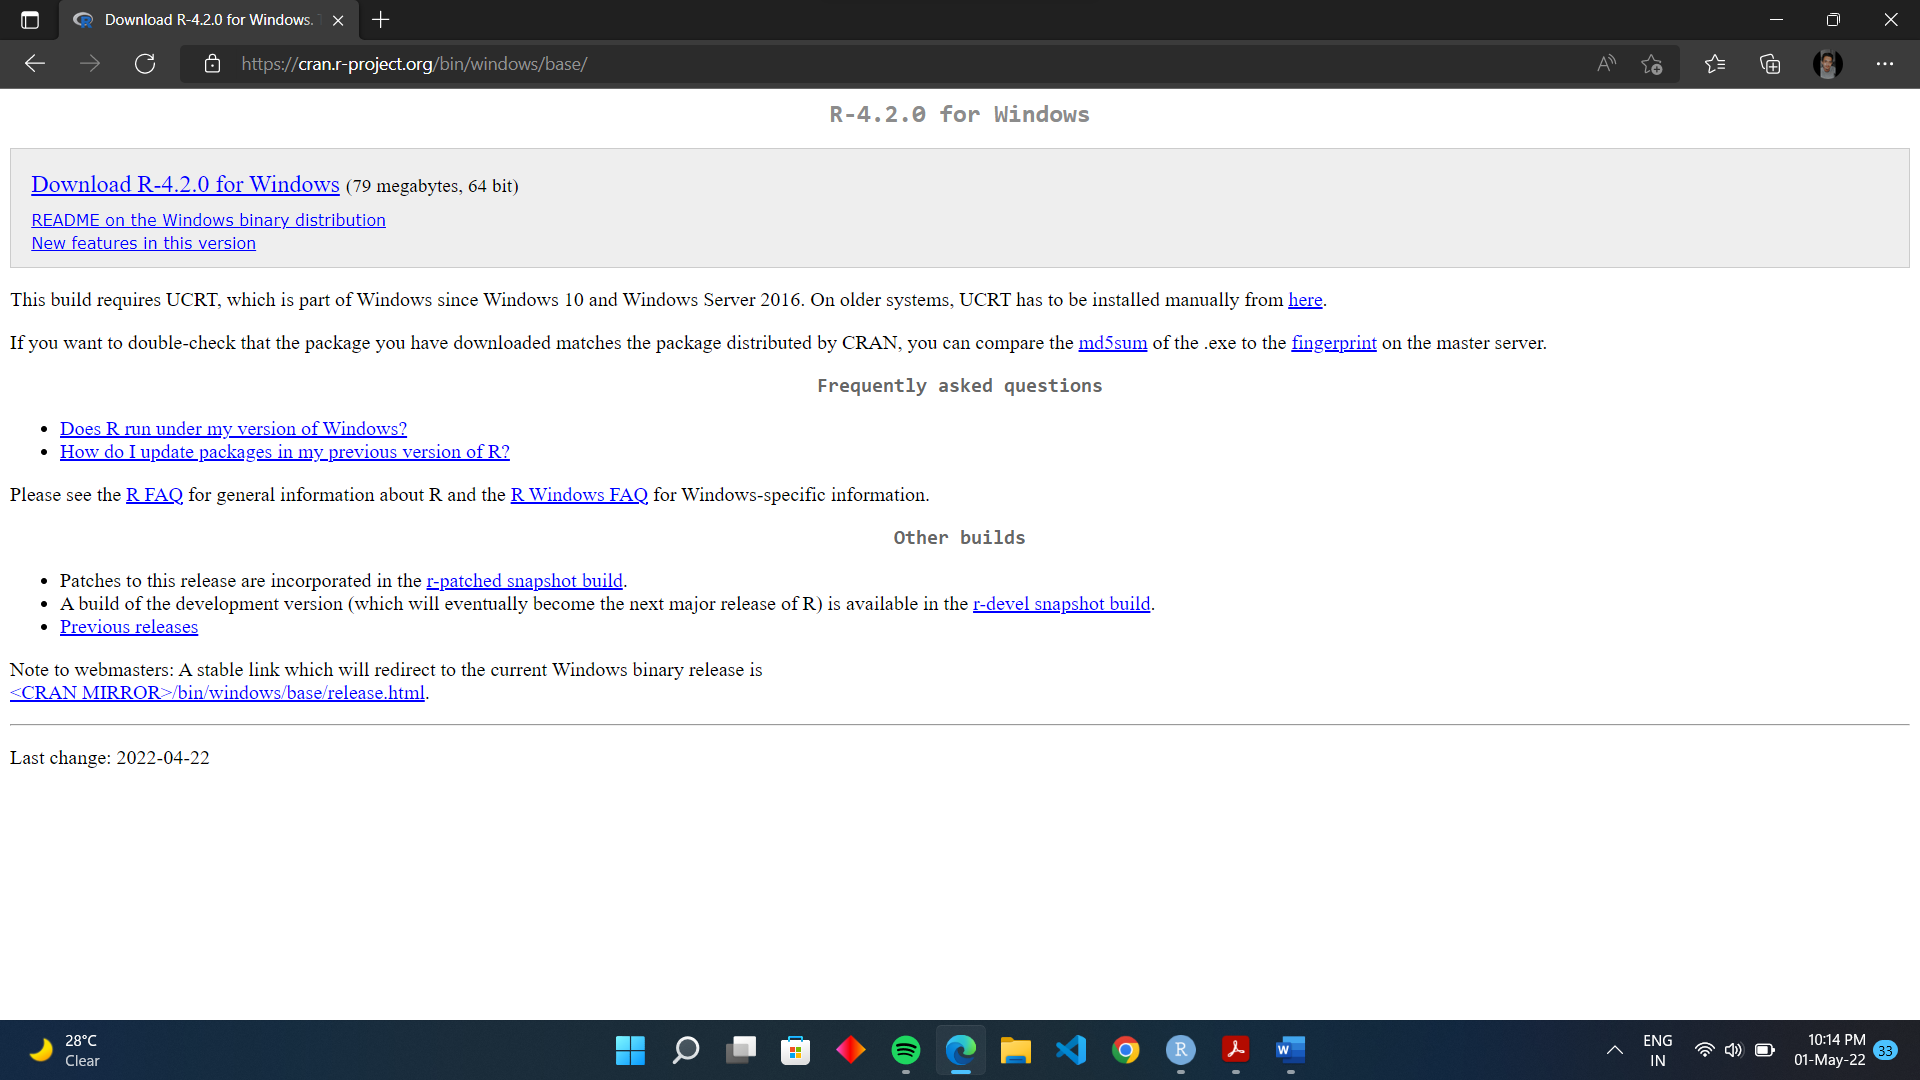 Download R-4.2.0 for Windows.
https://cran.r-project.org/bin/windows/base/
R-4.2.0 for Windows
Download R-4.2.0 for Windows (79 megabytes, 64 bit)
README on the Windows binary distribution
New features in this version
This build requires UCRT, which is part of Windows since Windows 10 and Windows Server 2016. On older systems, UCRT has to be installed manually from here.
If you want to double-check that the package you have downloaded matches the package distributed by CRAN, you can compare the md5sum of the .exe to the fingerprint on the master server.
Frequently asked questions
• Does R run under my version of Windows?
• How do I update packages in my previous version of R?
Please see the R FAQ for general information about R and the R Windows FAQ for Windows-specific information.
Other builds
• Patches to this release are incorporated in the r-patched snapshot build.
• A build of the development version (which will eventually become the next major release of R) is available in the r-devel snapshot build.
• Previous releases
Note to webmasters: A stable link which will redirect to the current Windows binary release is
<CRAN MIRROR>/bin/windows/base/release.html.
Last change: 2022-04-22
28°C
Clear
ENG
IN
10:14 PM
01-May-22
33